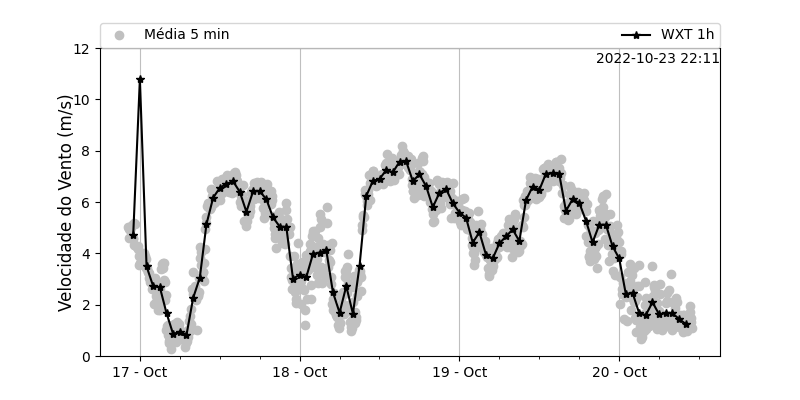 Média 5 min
WXT 1h
2022-10-23 22:11
Velocidade do Vento (m/s)
12
10
8
6
4
2
0
17 - Oct
18 - Oct
19 - Oct
20 - Oct